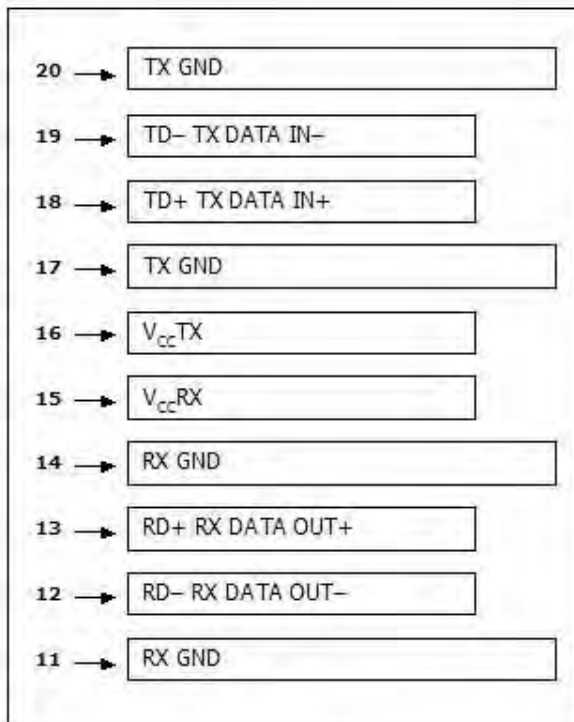 20 TX GND
19 TD– TX DATA IN–
18 TD+ TX DATA IN+
17 TX GND
16 VCCTX
15 VCCRX
14 RX GND
13 RD+ RX DATA OUT+
12 RD– RX DATA OUT–
11 RX GND